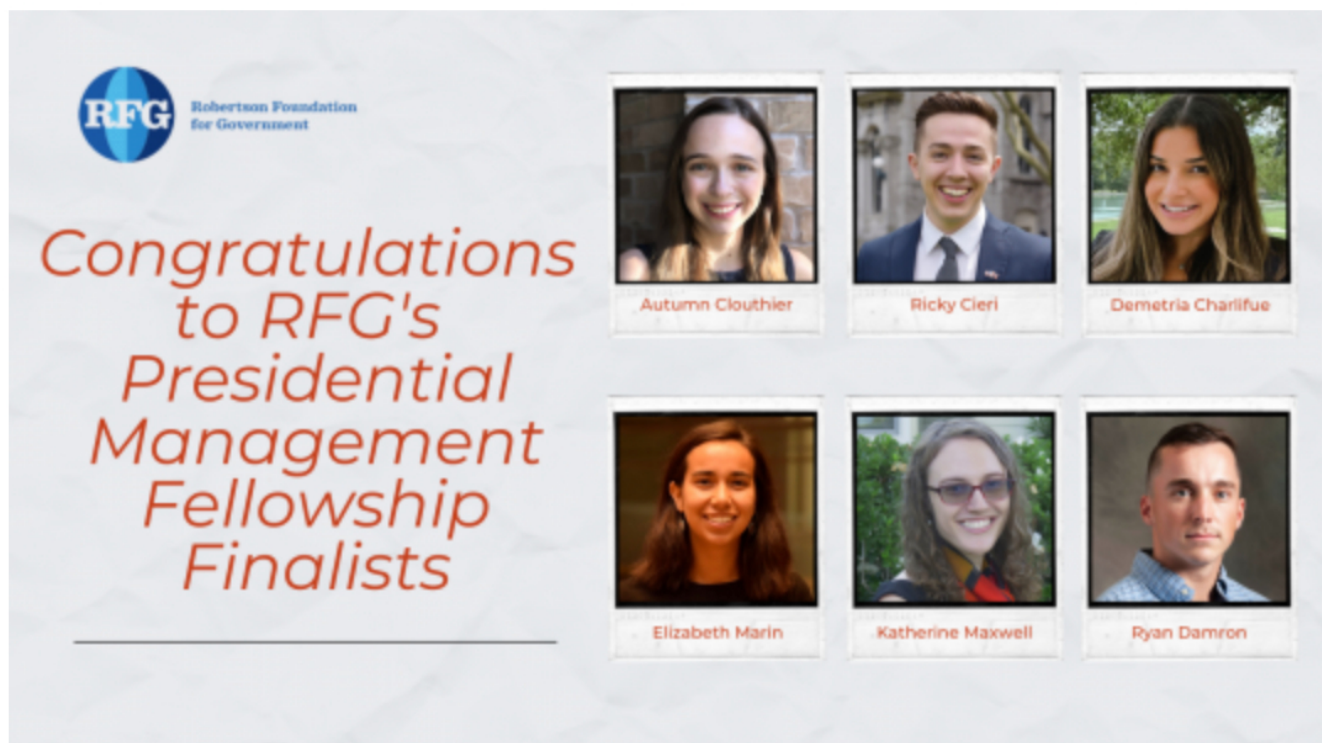 RFG
Robertson Foundation
for Government
Congratulations
to RFG's
Presidential
Management
Fellowship
Finalists
Autumn Clouthier
Ricky Cieri
Demetria Charlifue
Elizabeth Marin
Katherine Maxwell
Ryan Damron